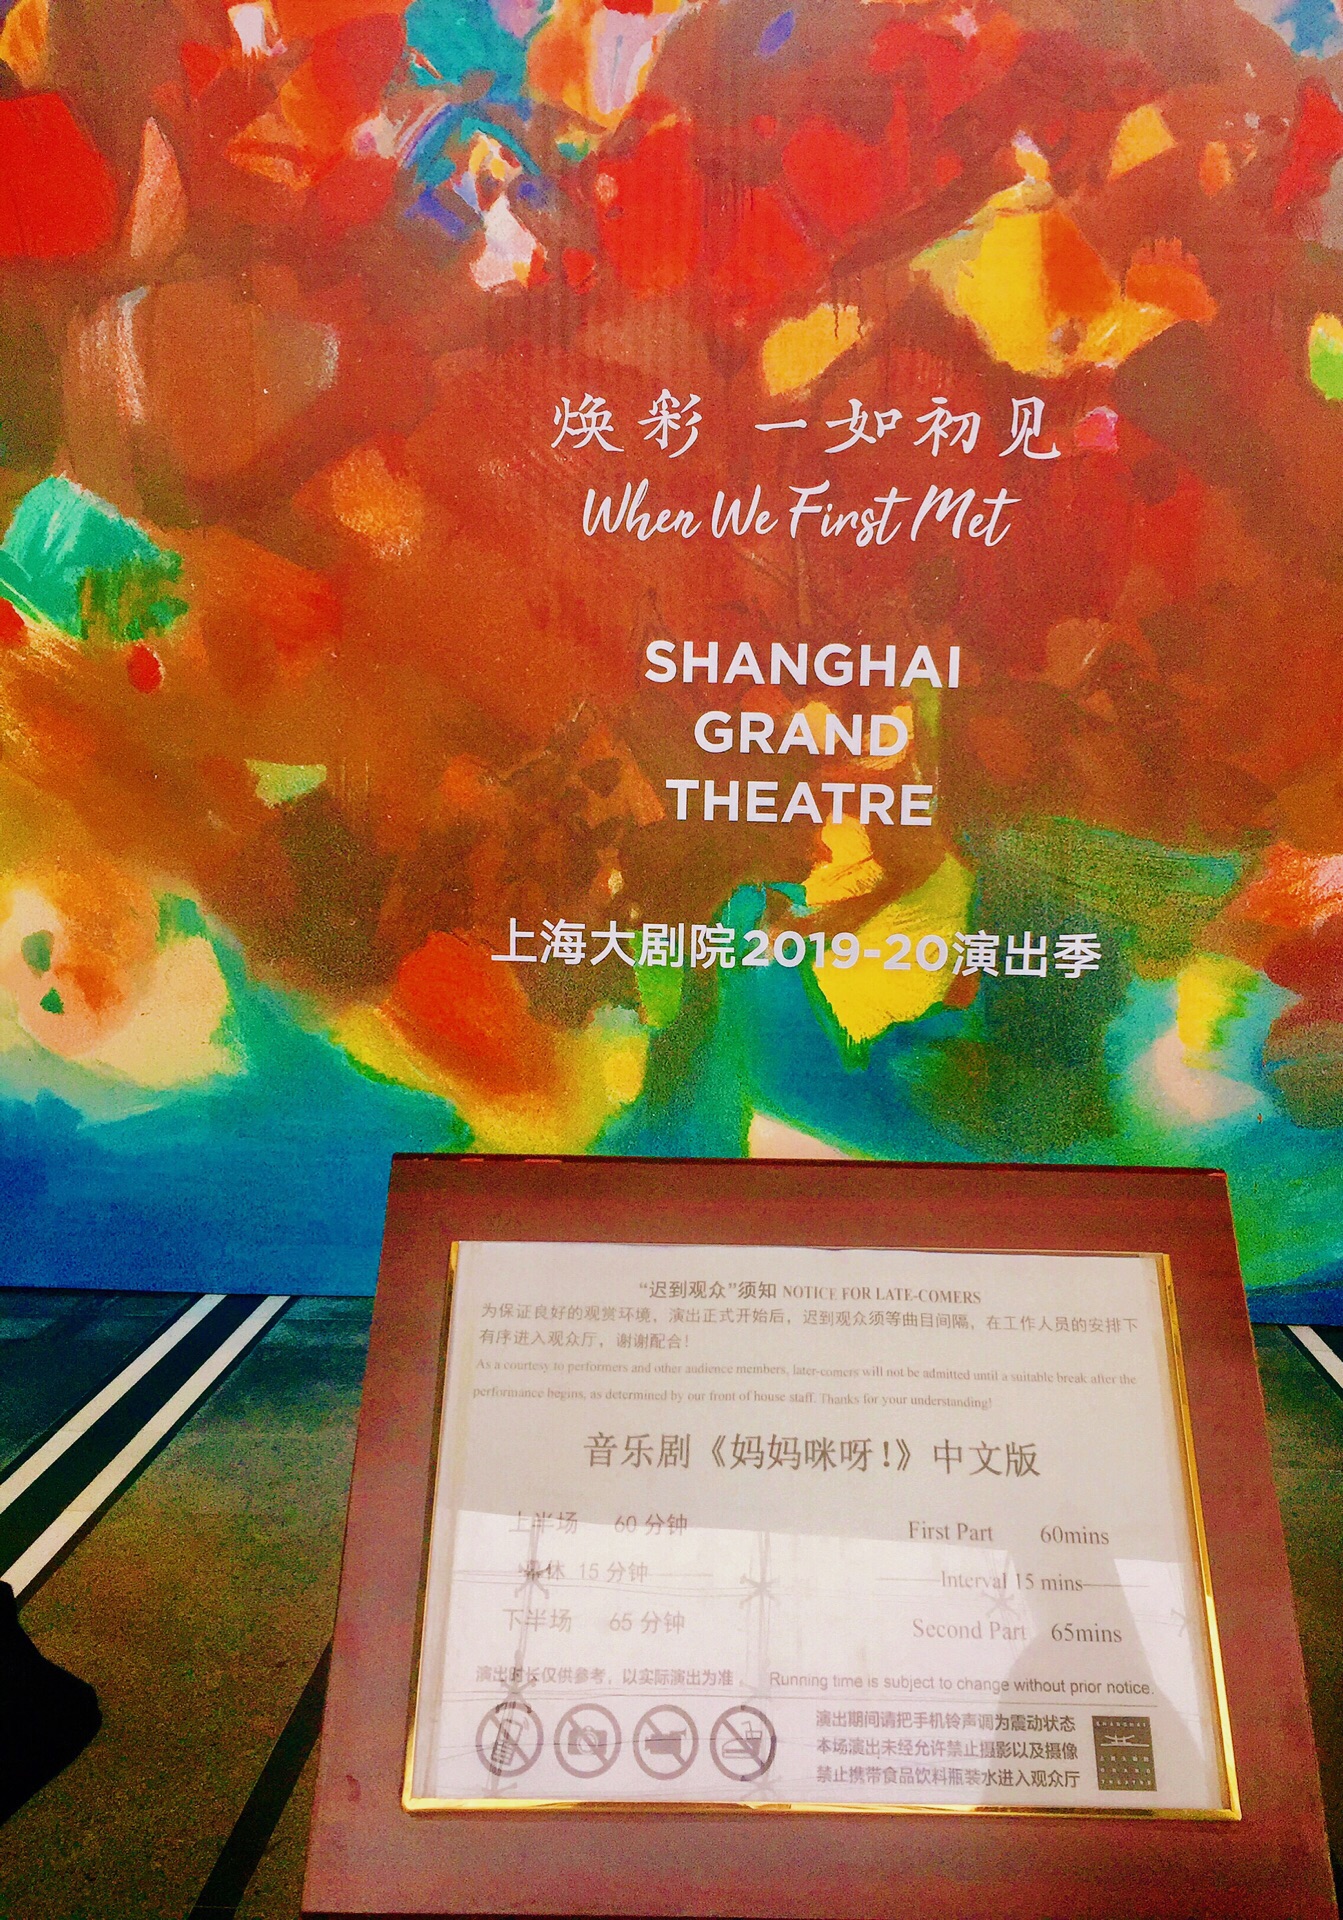 焕彩 一如初见
When We First Met
SHANGHAI
GRAND
THEATRE
上海大剧院2019-20演出季
“迟到观众”须知 NOTICE FOR LATE-COMERS
为保证良好的观赏环境，演出正式开始后，迟到观众须等曲目间隔，在工作人员的安排下
有序进入观众厅，谢谢配合！
As a courtesy to performers and other audience members, later-comers will not be admitted until a suitable break after the
performance begins, as determined by our front of house staff. Thanks for your understanding!
音乐剧《妈妈咪呀!》中文版
上半场 60 分钟 First Part 60mins
幕休 15 分钟 Interval 15 mins
下半场 65 分钟 Second Part 65mins
演出时长仅供参考，以实际演出为准。 Running time is subject to change without prior notice.
演出期间请把手机铃声调为震动状态
本场演出未经允许禁止摄影以及摄像
禁止携带食品饮料瓶装水进入观众厅